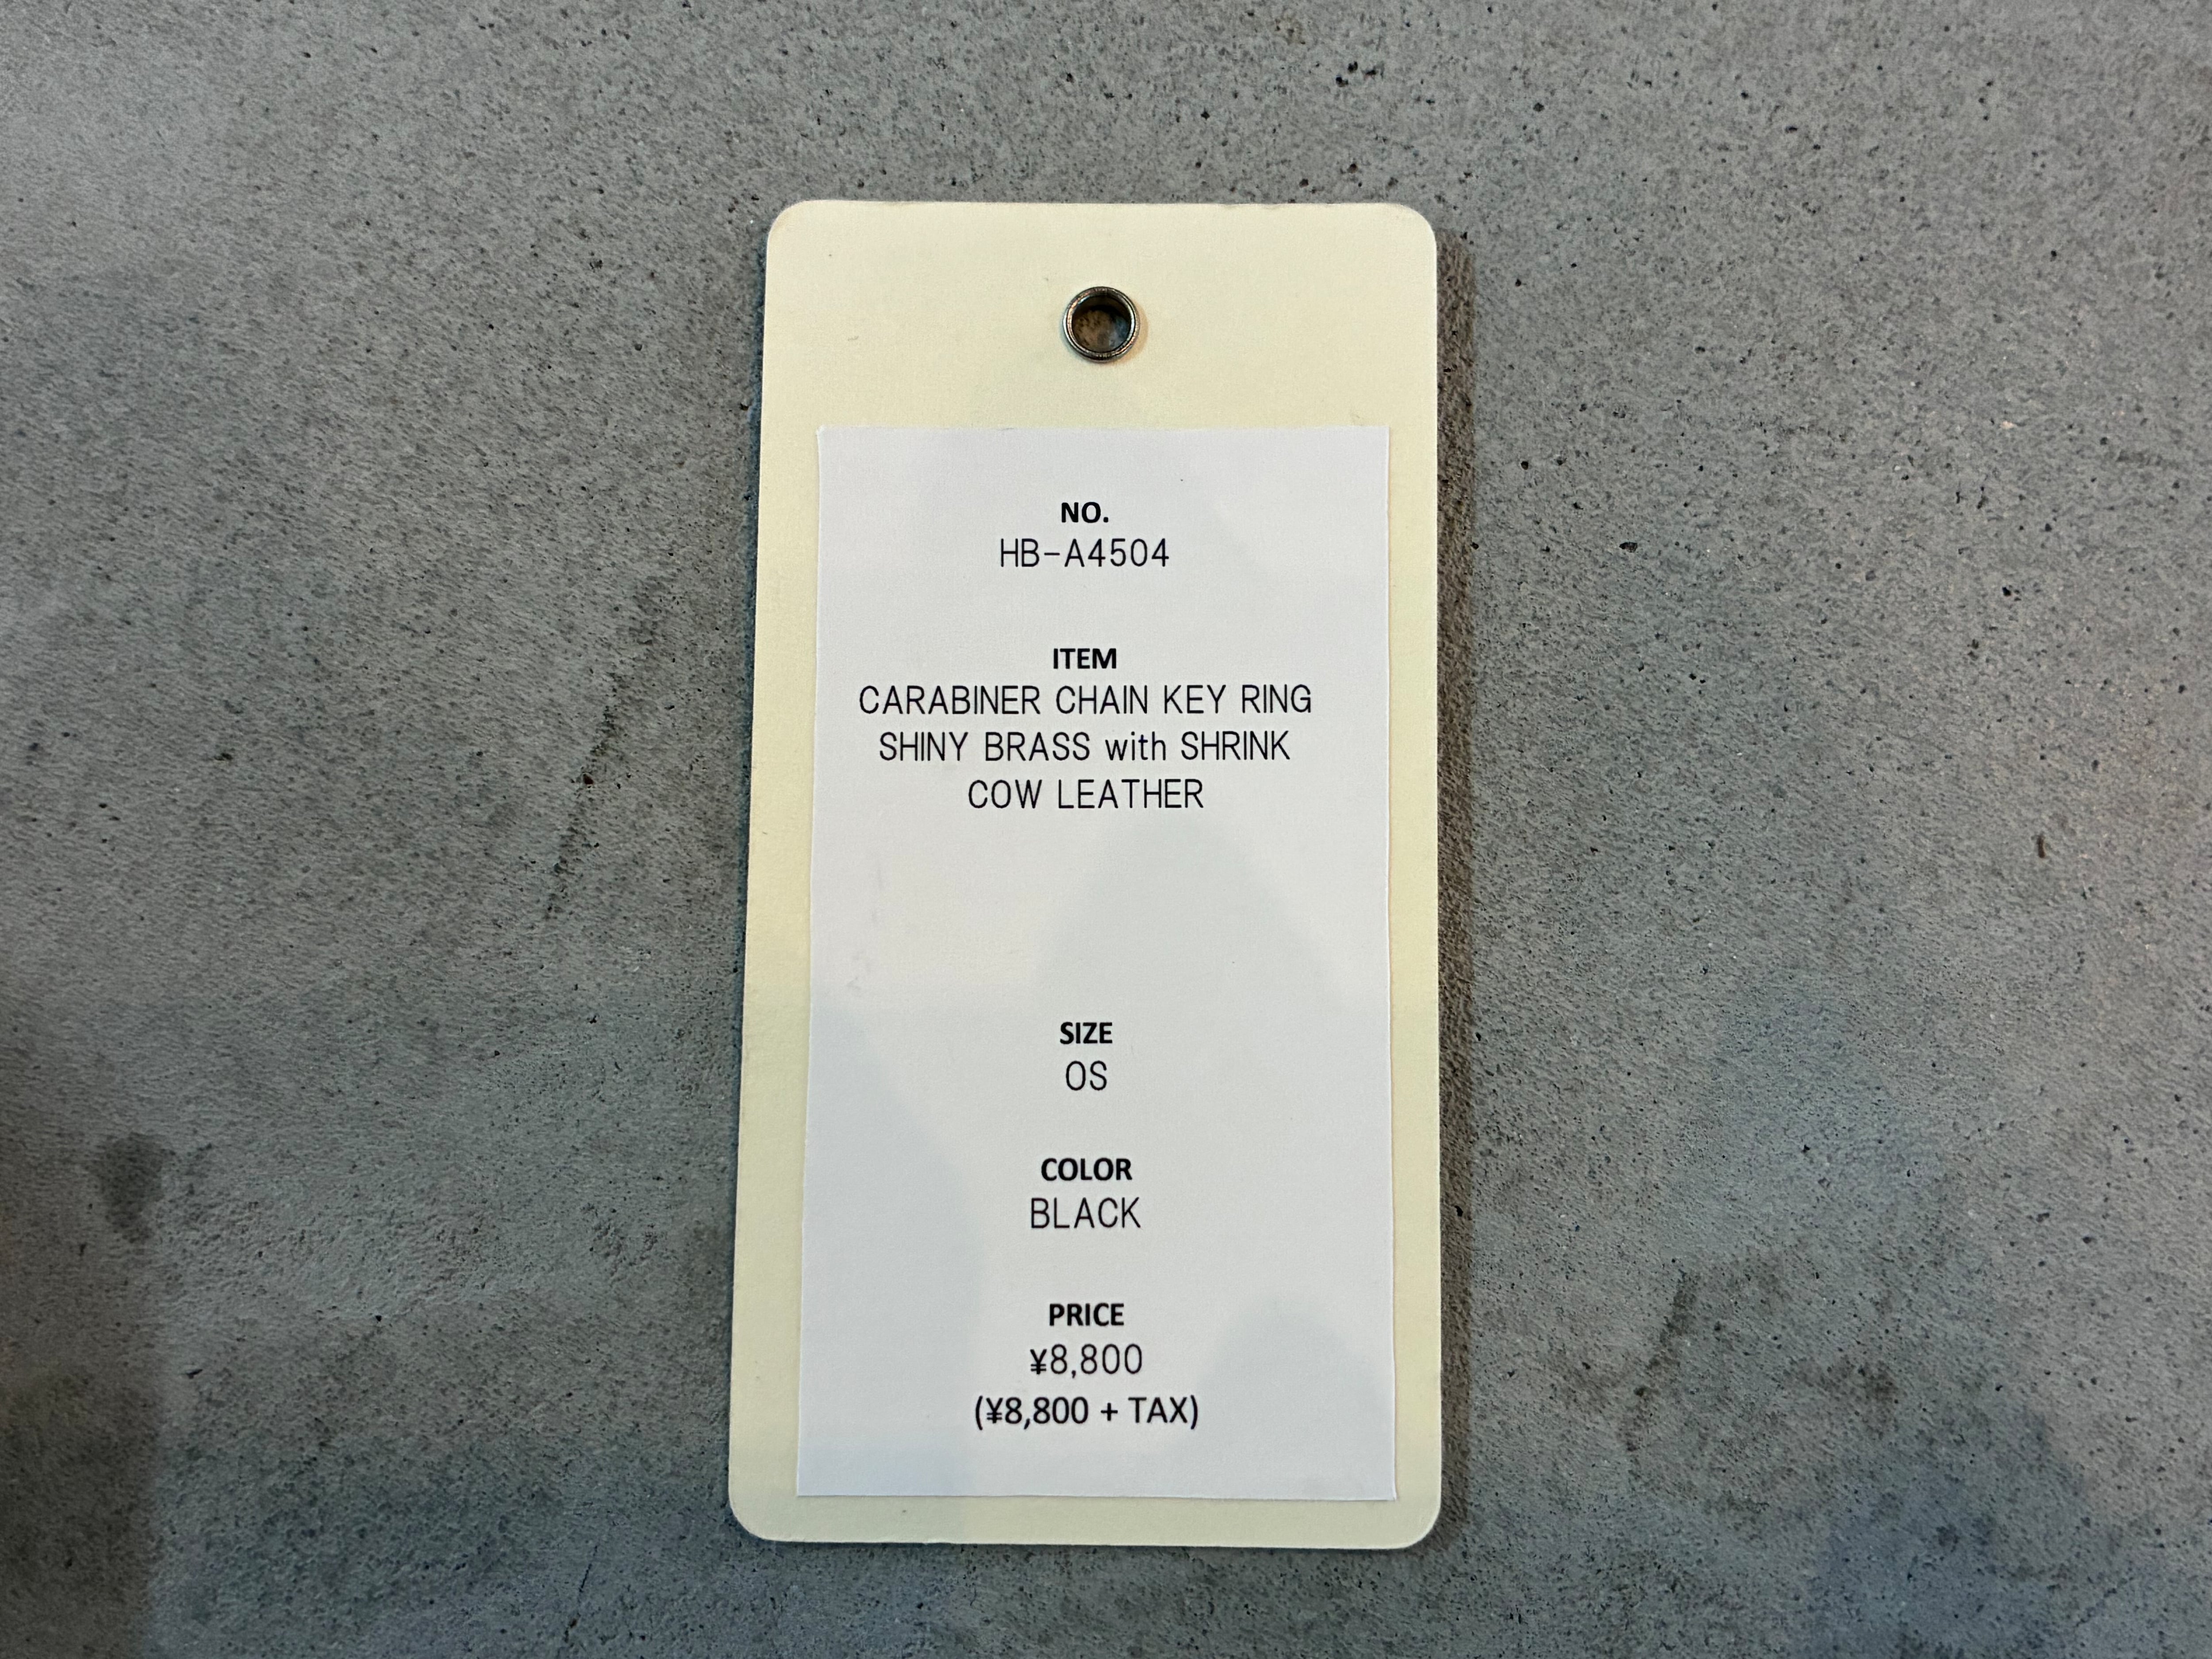 NO.
HB-A4504
ITEM
CARABINER CHAIN KEY RING
SHINY BRASS with SHRINK
COW LEATHER
SIZE
OS
COLOR
BLACK
PRICE
¥8,800
(¥8,800 + TAX)